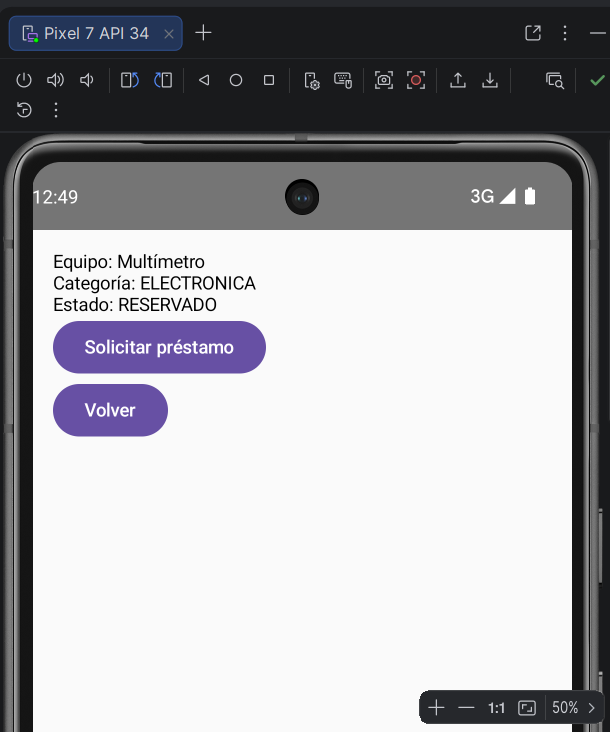 Pixel 7 API 34
12:49
3G
Equipo: Multímetro
Categoría: ELECTRONICA
Estado: RESERVADO
Solicitar préstamo
Volver
1:1
50%